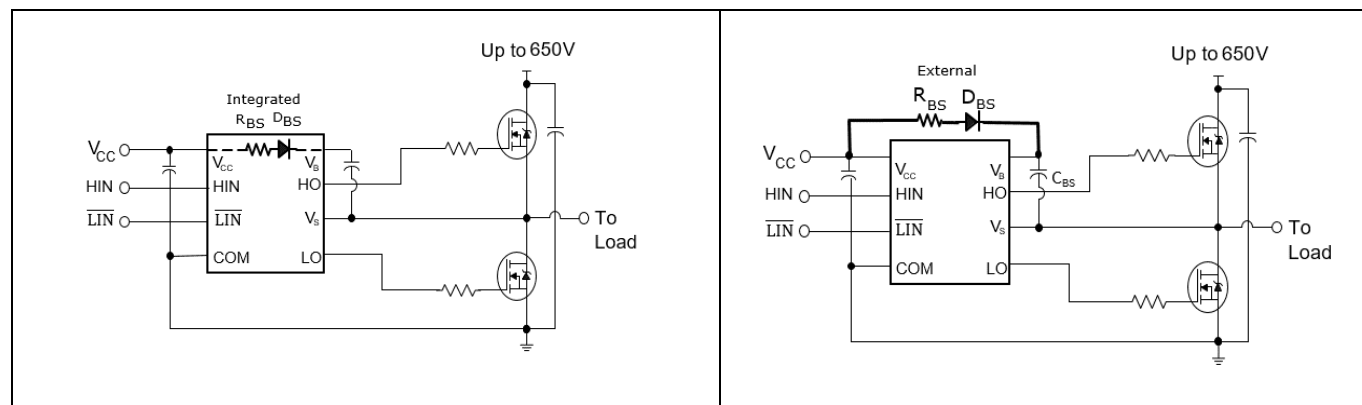 Up to 650V
Integrated
RBS DBS
VCC
VCC
VB
HIN
HIN
HO
LIN
LIN
VS
To
Load
COM
LO
Up to 650V
External
RBS
DBS
VCC
VCC
VB
CBS
HIN
HIN
HO
LIN
LIN
VS
To
Load
COM
LO